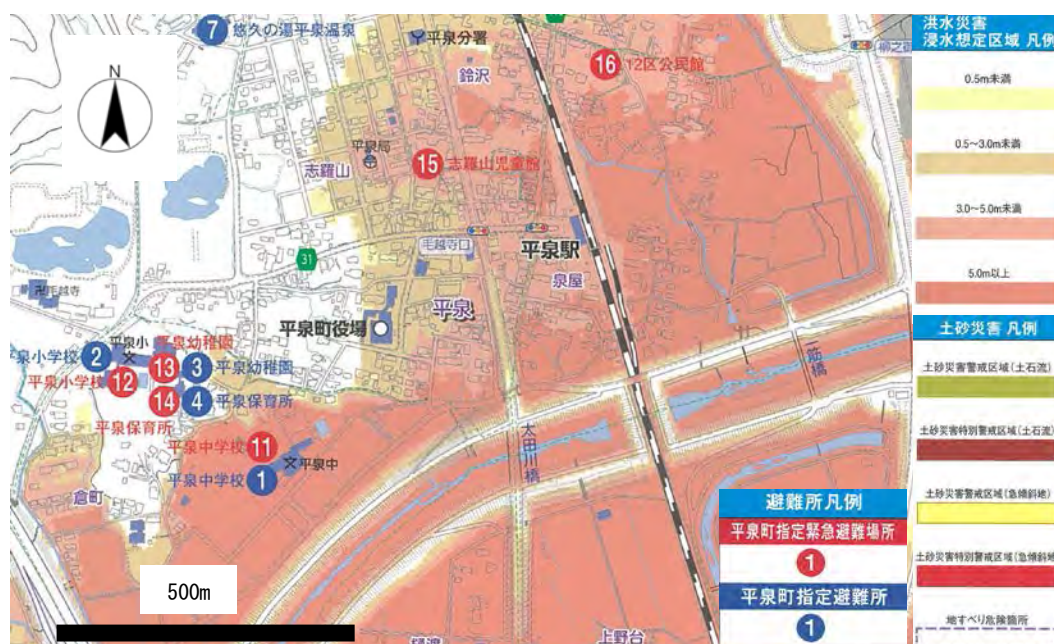 7 悠久の湯平泉温泉
平泉分署
鈴沢
16 12区公民館
N
平泉局
志羅山
15 志羅山児童館
毛越寺口
平泉駅
31
泉屋
平泉
卍毛越寺
平泉町役場
平泉小
平泉幼稚園
平泉小学校 2
13 3 平泉幼稚園
平泉小学校 12
14 4 平泉保育所
平泉保育所
平泉中学校 11
平泉中
平泉中学校 1
倉町
太田川橋
一筋橋
500m
上野台
洪水災害
浸水想定区域 凡例
0.5m未満
0.5~3.0m未満
3.0~5.0m未満
5.0m以上
土砂災害 凡例
土砂災害警戒区域(土石流)
土砂災害特別警戒区域(土石流)
土砂災害警戒区域(急傾斜地)
土砂災害特別警戒区域(急傾斜地
地すべり危険箇所
避難所凡例
平泉町指定緊急避難場所
1
平泉町指定避難所
1